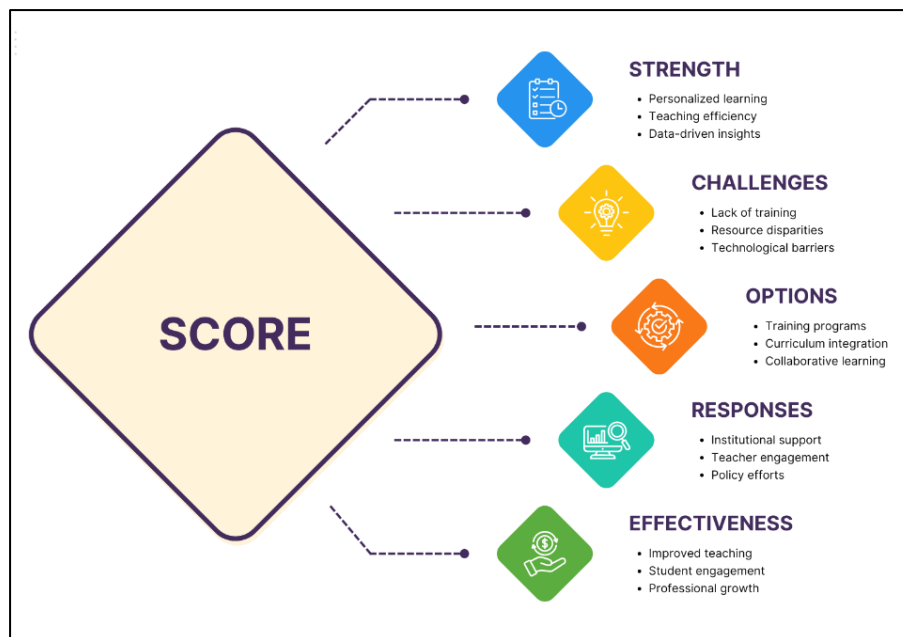 SCORE
STRENGTH
• Personalized learning
• Teaching efficiency
• Data-driven insights
CHALLENGES
• Lack of training
• Resource disparities
• Technological barriers
OPTIONS
• Training programs
• Curriculum integration
• Collaborative learning
RESPONSES
• Institutional support
• Teacher engagement
• Policy efforts
EFFECTIVENESS
• Improved teaching
• Student engagement
• Professional growth